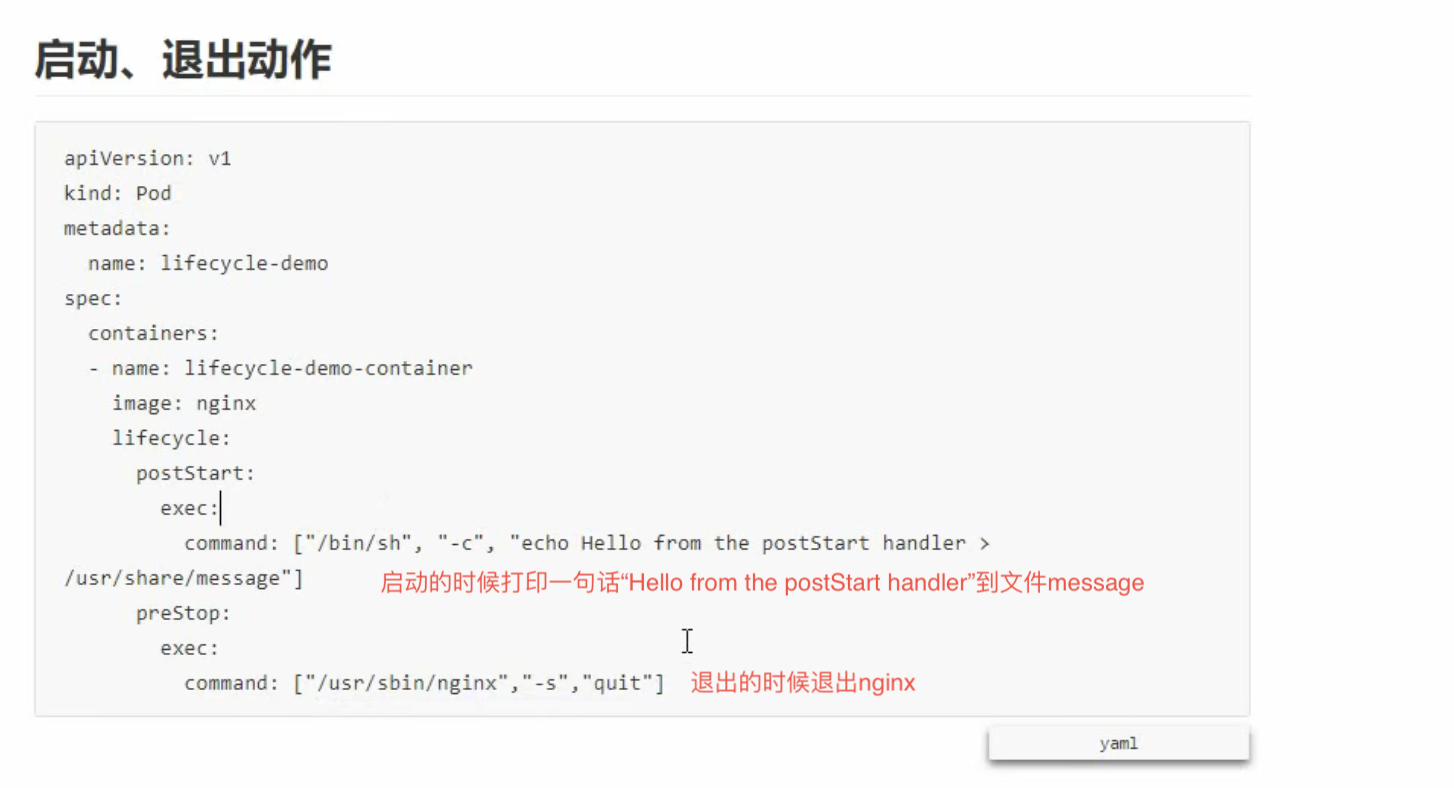 启动、退出动作
apiVersion: v1
kind: Pod
metadata:
  name: lifecycle-demo
spec:
  containers:
  - name: lifecycle-demo-container
    image: nginx
    lifecycle:
      postStart:
        exec:
          command: ["/bin/sh", "-c", "echo Hello from the postStart handler >
/usr/share/message"] 启动的时候打印一句话“Hello from the postStart handler”到文件message
      preStop:
        exec:
          command: ["/usr/sbin/nginx","-s","quit"] 退出的时候退出nginx
yaml